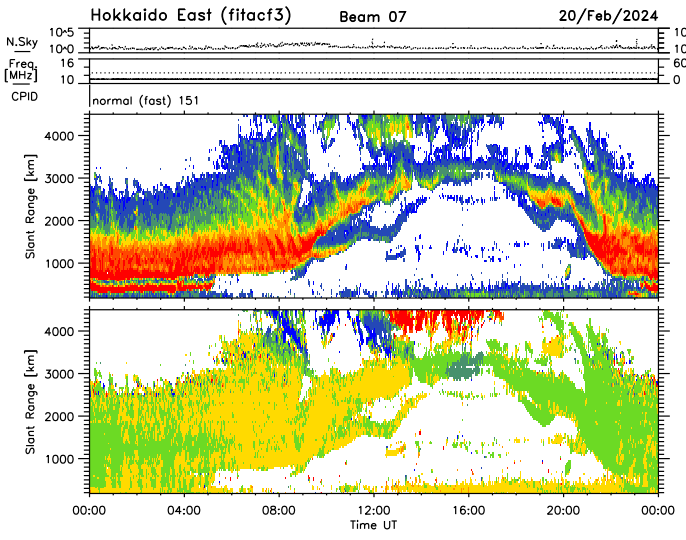 Hokkaido East (fitacf3) Beam 07 20/Feb/2024
N.Sky 10^5 10^0 10 10
Freq. [MHz] 16 10 60 0
CPID normal (fast) 151
Slant Range [km] 4000 3000 2000 1000
Slant Range [km] 4000 3000 2000 1000
00:00 04:00 08:00 12:00 16:00 20:00 00:00
Time UT